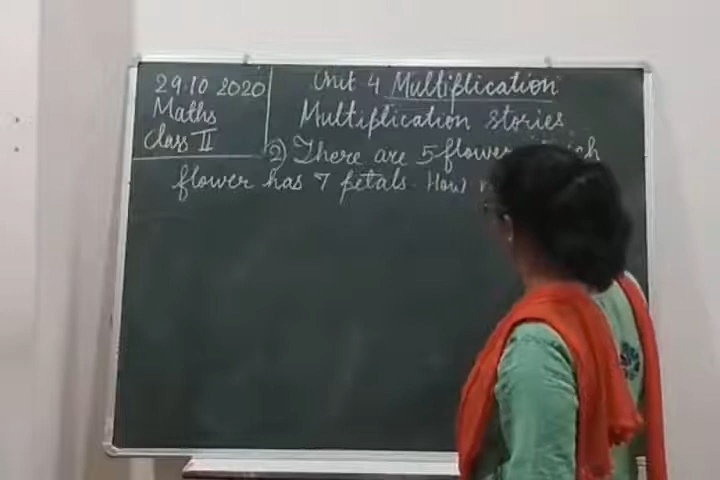 29.10 2020
Maths
Class II
Unit 4 Multiplication
Multiplication stories
2) There are 5 flowers
flower has 7 petals. How